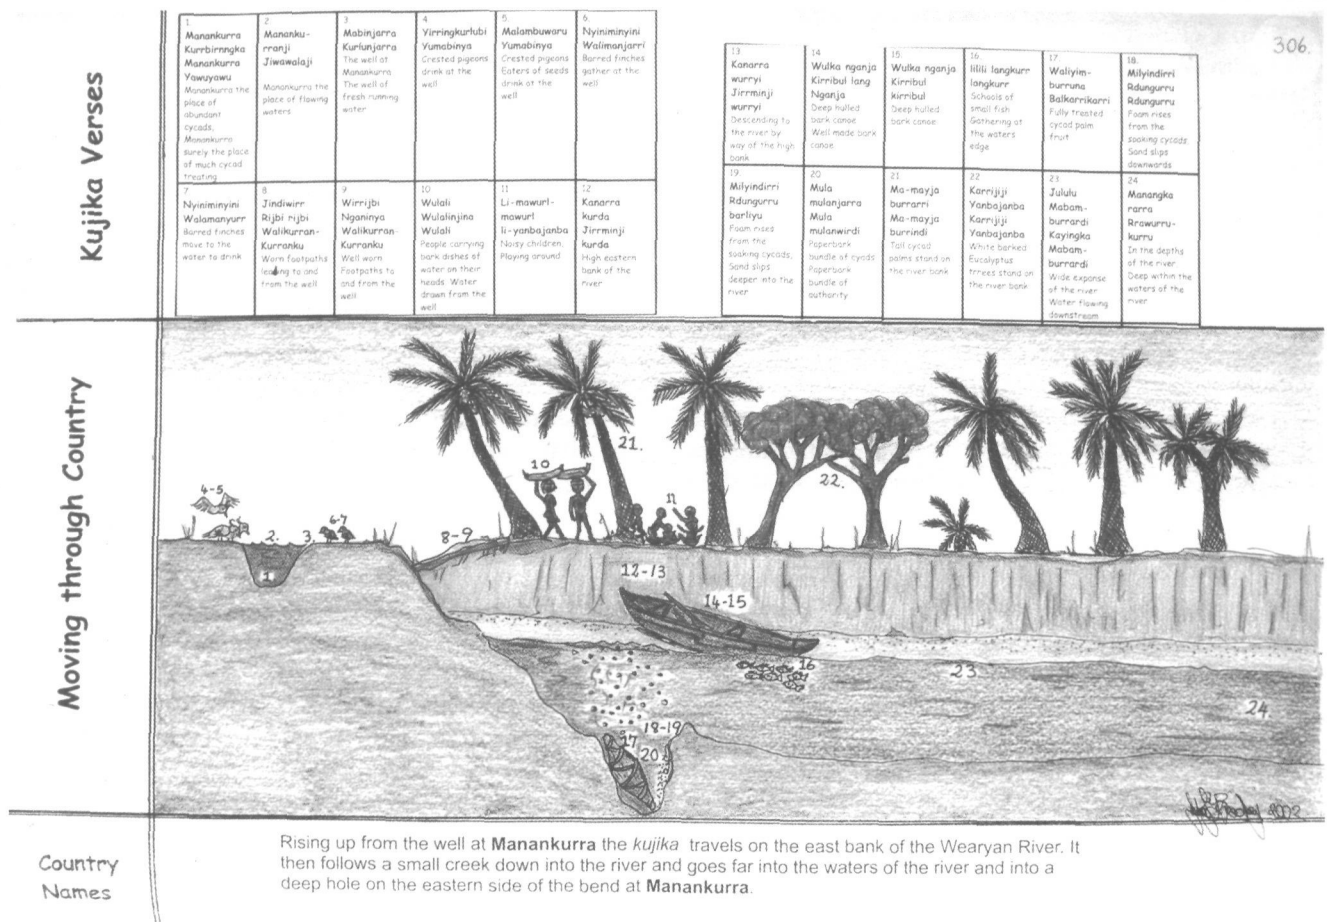 306.
Kujika Verses
1
Manankurra
Kurrbirnngka
Manankurra
Yawuyawu
Manankurra the
place of
abundant
cycads,
Manankurra
surely the place
of much cycad
treating
2
Mananku-
rranji
Jiwawalaji
Manankurra the
place of flowing
waters
3
Mabinjarra
Kurlunjarra
The well at
Manankurra
The well of
fresh running
water
4
Yirringkurlubi
Yumabinya
Crested pigeons
drink at the
well
5
Malambuwaru
Yumabinya
Crested pigeons
Eaters of seeds
drink at the
well
6.
Nyiniminyini
Walimanjarri
Barred finches
gather at the
well
7
Nyiniminyini
Walamanyurr
Barred finches
move to the
water to drink
8
Jindiwirr
Rijbi rijbi
Walikurran-
Kurranku
Worn footpaths
leading to and
from the well
9
Wirrijbi
Nganinya
Walikurran-
Kurranku
Well worn
Footpaths to
and from the
well
10
Wulali
Wulalinjina
Wulali
People carrying
bark dishes of
water on their
heads. Water
drawn from the
well
11
Li-mawurl-
mawurl
li-yanbajanba
Noisy children,
Playing around
12
Kanarra
kurda
Jirrminji
kurda
High eastern
bank of the
river
13
Kanarra
wurryi
Jirrminji
wurryi
Descending to
the river by
way of the high
bank
14
Wulka nganja
Kirribul lang
Nganja
Deep hulled
bark canoe
Well made bark
canoe.
15.
Wulka nganja
Kirribul
kirribul
Deep hulled
bark canoe
16.
lilili langkurr
langkurr
Schools of
small fish
Gathering at
the waters
edge
17.
Waliyim-
burruna
Balkarrikarri
Fully treated
cycad palm
fruit
18.
Milyindirri
Rdungurru
Rdungurru
Foam rises
from the
soaking cycads
Sand slips
downwards
19.
Milyindirri
Rdungurru
barliyu
Foam rises
from the
soaking cycads,
Sand slips
deeper into the
river
20
Mula
mulanjarra
Mula
mulanwirdi
Paperbark
bundle of cyads
Paperbark
bundle of
authority
21
Ma-mayja
burrarri
Ma-mayja
burrindi
Tall cycad
palms stand on
the river bank
22
Karrijiji
Yanbajanba
Karrijiji
Yanbajanba
White barked
Eucalyptus
trrees stand on
the river bank
23
Jululu
Mabam-
burrardi
Kayingka
Mabam-
burrardi
Wide expanse
of the river
Water flowing
downstream
24
Manangka
rarra
Rrawurru-
kurru
In the depths
of the river
Deep within the
waters of the
river
Moving through Country
4-5
2.
3.
1
6-7
8-9
10
21.
11
22.
12-13
14-15
16
23
24
18-19
17
20
2002
Country
Names
Rising up from the well at Manankurra the kujika travels on the east bank of the Wearyan River. It
then follows a small creek down into the river and goes far into the waters of the river and into a
deep hole on the eastern side of the bend at Manankurra.